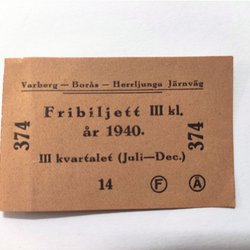 Varberg — Borås — Herrljunga Järnväg
Fribiljett III kl.
år 1940.
III kvartalet (Juli—Dec.)
374
374
14 F Å